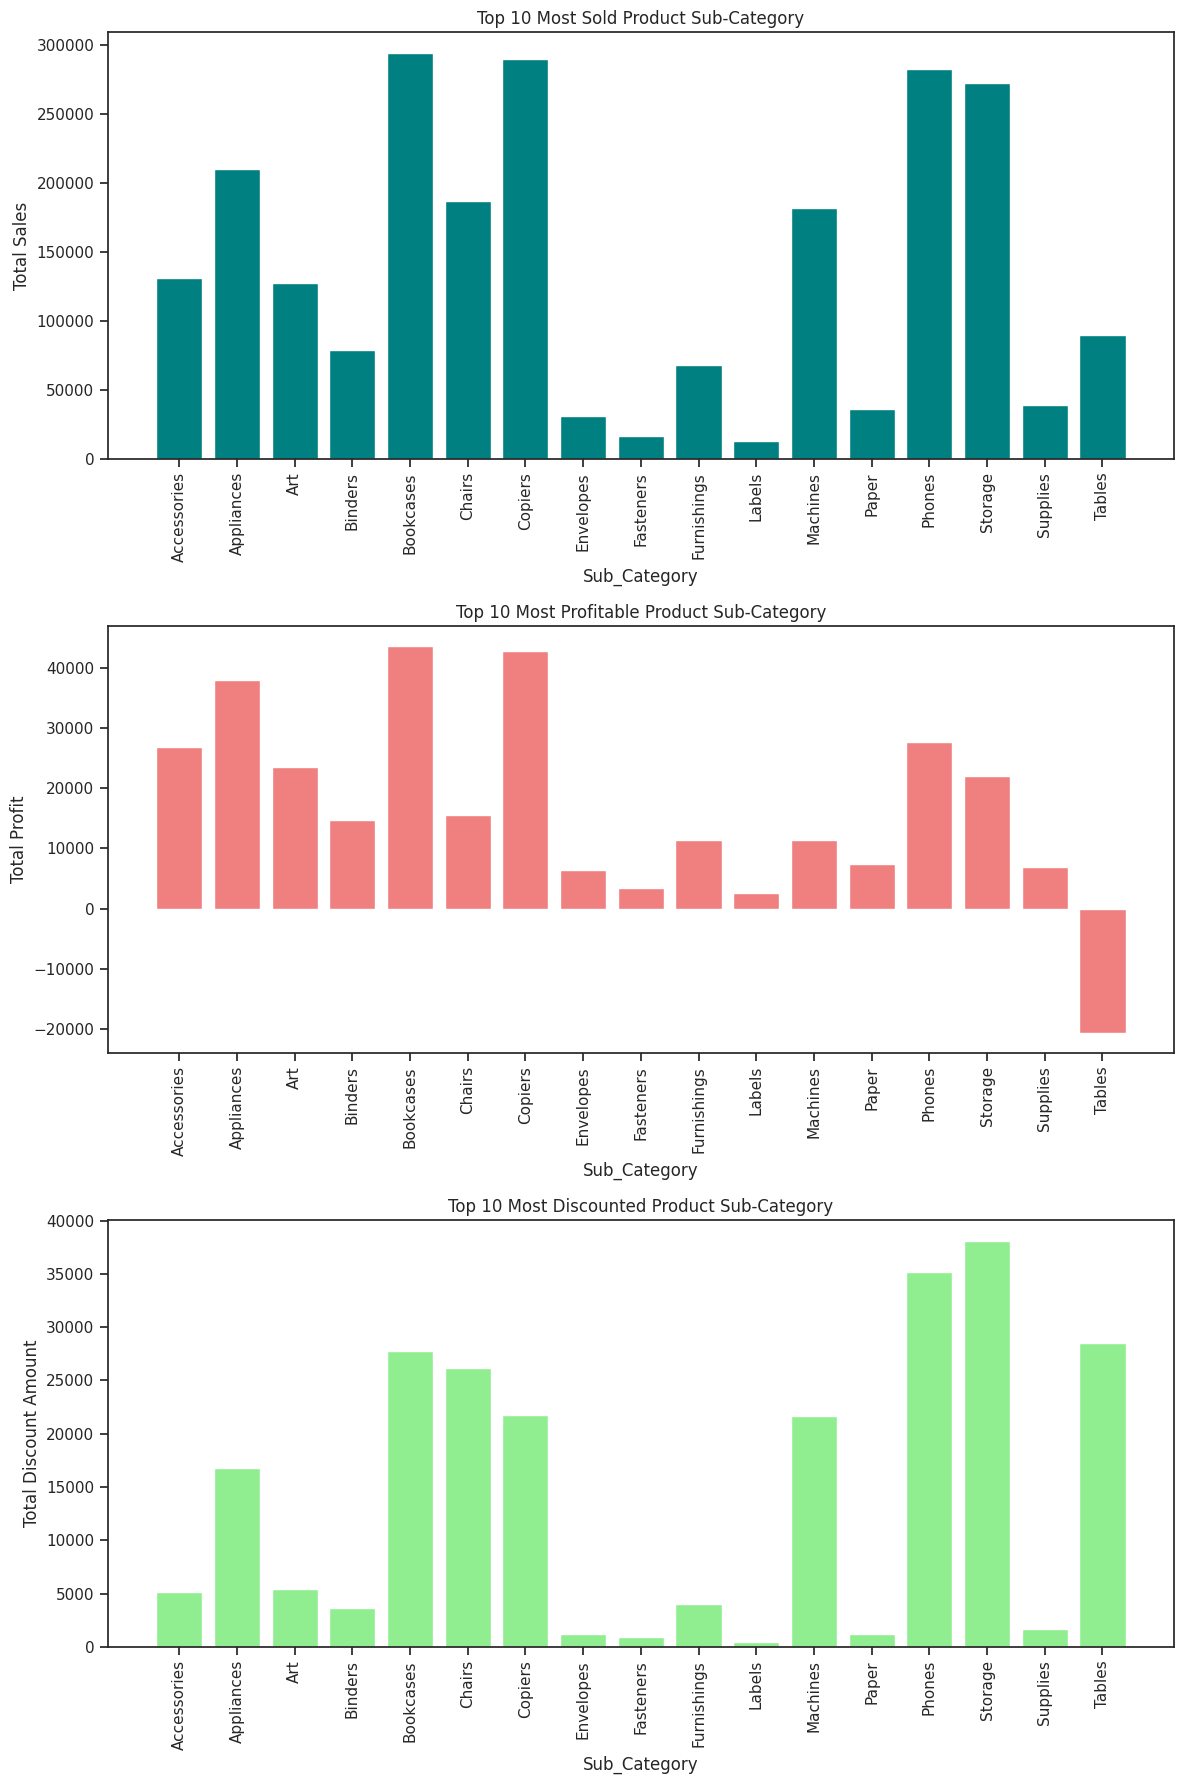 Top 10 Most Sold Product Sub-Category
300000
250000
200000
150000
100000
50000
0
Total Sales
Accessories
Appliances
Art
Binders
Bookcases
Chairs
Copiers
Envelopes
Fasteners
Furnishings
Labels
Machines
Paper
Phones
Storage
Supplies
Tables
Sub_Category
Top 10 Most Profitable Product Sub-Category
40000
30000
20000
10000
0
−10000
−20000
Total Profit
Accessories
Appliances
Art
Binders
Bookcases
Chairs
Copiers
Envelopes
Fasteners
Furnishings
Labels
Machines
Paper
Phones
Storage
Supplies
Tables
Sub_Category
Top 10 Most Discounted Product Sub-Category
40000
35000
30000
25000
20000
15000
10000
5000
0
Total Discount Amount
Accessories
Appliances
Art
Binders
Bookcases
Chairs
Copiers
Envelopes
Fasteners
Furnishings
Labels
Machines
Paper
Phones
Storage
Supplies
Tables
Sub_Category